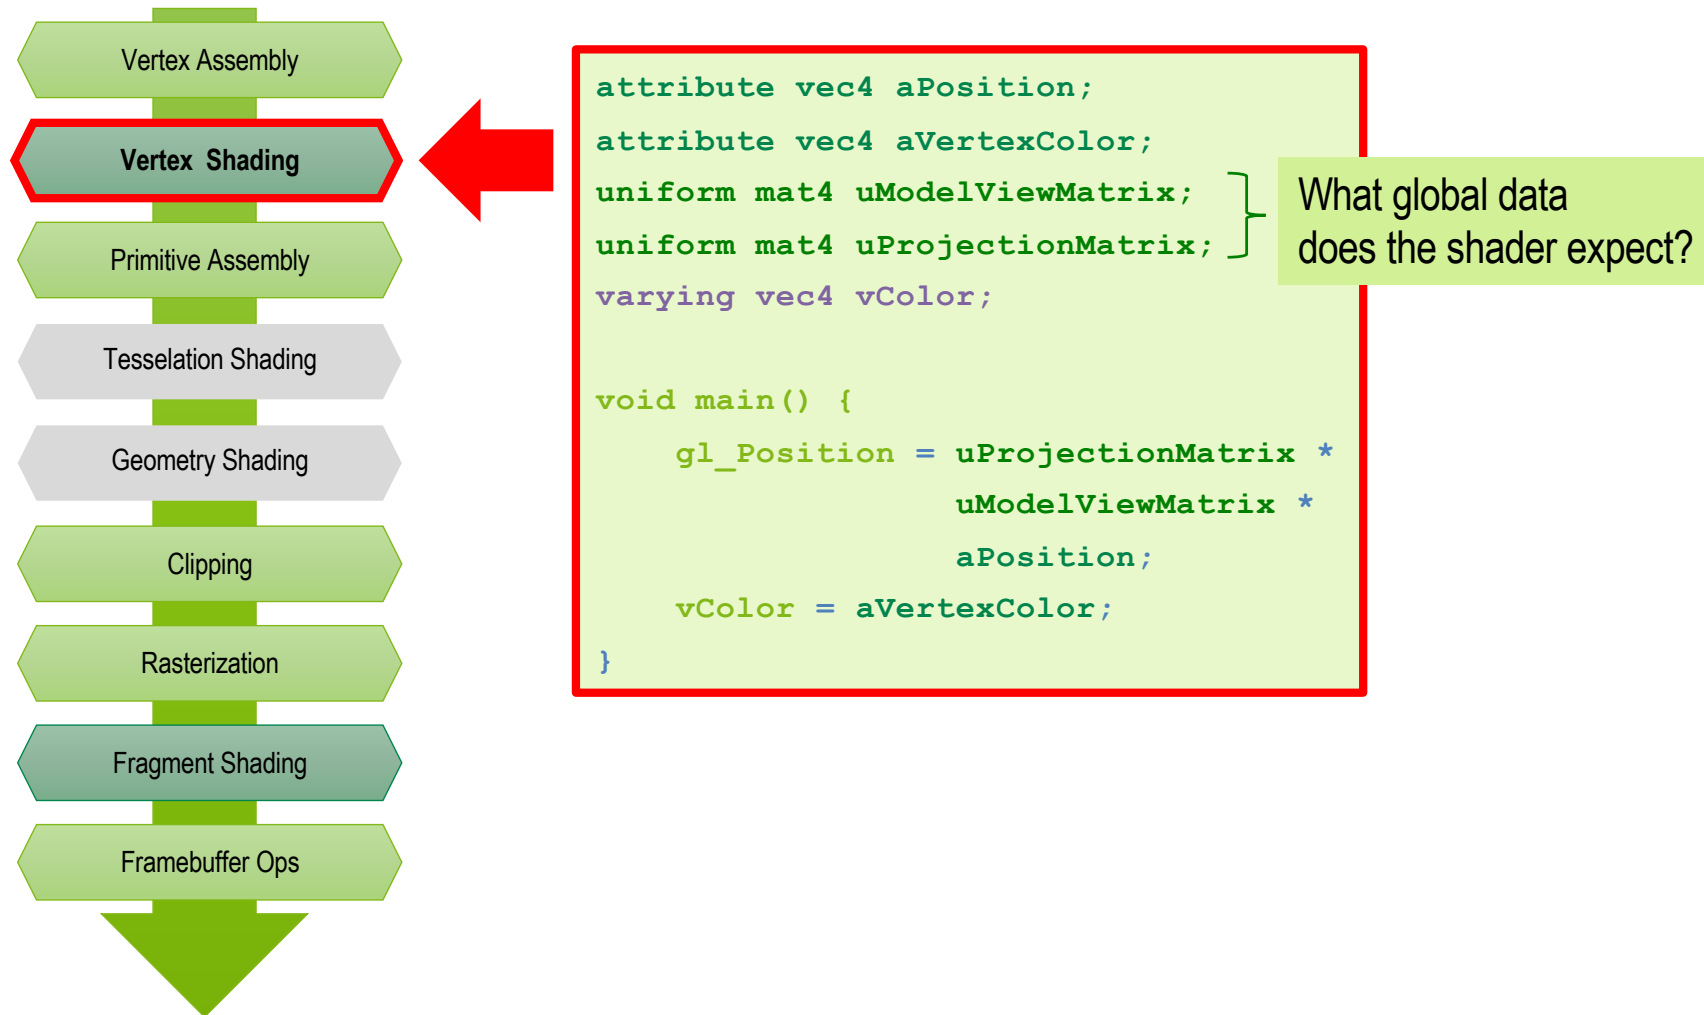 Vertex Assembly
Vertex Shading
Primitive Assembly
Tesselation Shading
Geometry Shading
Clipping
Rasterization
Fragment Shading
Framebuffer Ops
attribute vec4 aPosition;
attribute vec4 aVertexColor;
uniform mat4 uModelViewMatrix;
uniform mat4 uProjectionMatrix;
varying vec4 vColor;
void main() {
gl_Position = uProjectionMatrix *
uModelViewMatrix *
aPosition;
vColor = aVertexColor;
}
What global data
does the shader expect?